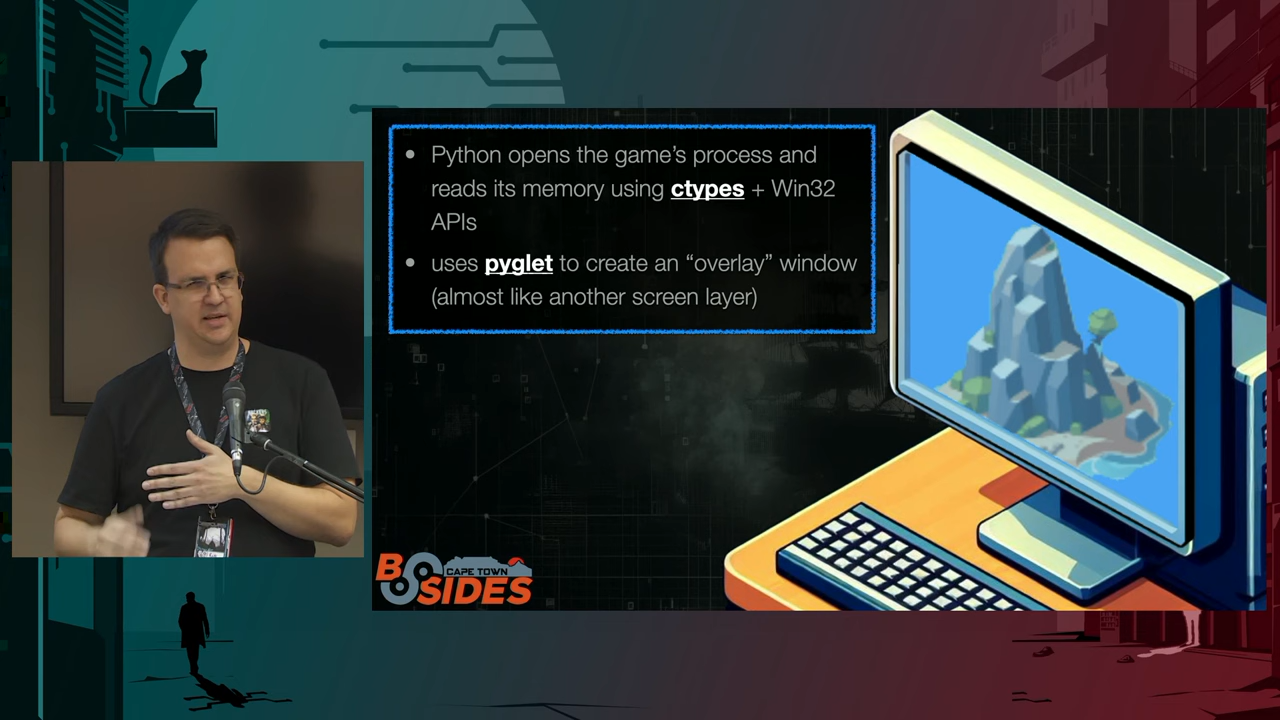 • Python opens the game’s process and
reads its memory using ctypes + Win32
APIs
• uses pyglet to create an “overlay” window
(almost like another screen layer)
BSIDES
CAPE TOWN